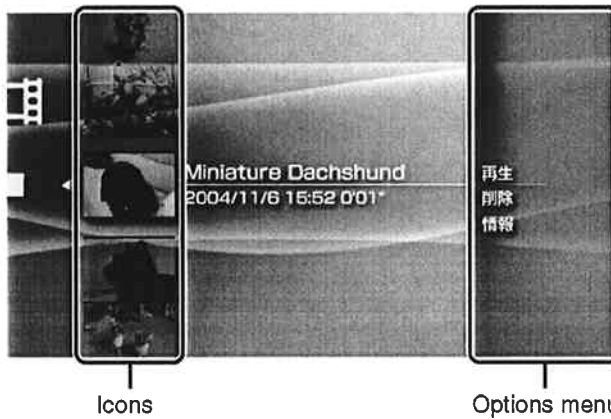 Miniature Dachshund
2004/11/6 15:52 0'01"
再生
削除
情報
Icons
Options menu